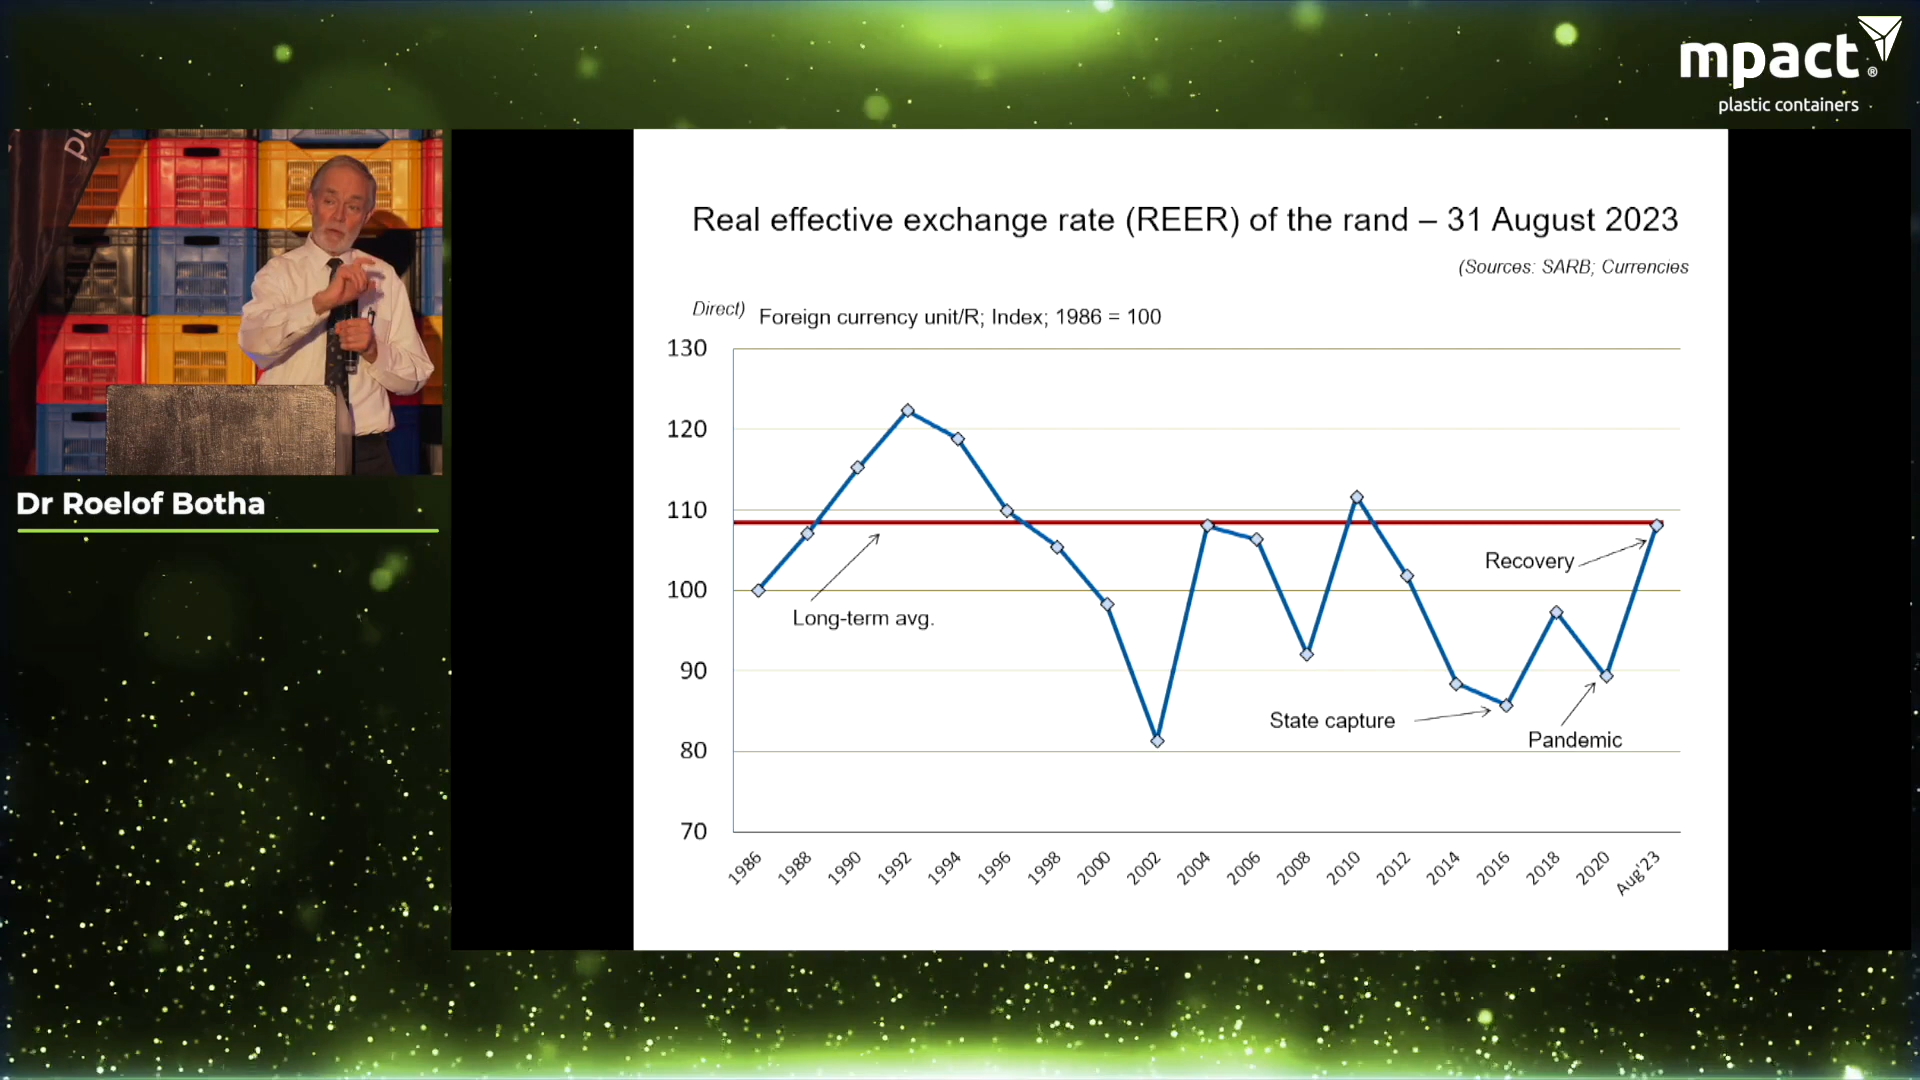 mpact®
plastic containers
pl
Dr Roelof Botha
Real effective exchange rate (REER) of the rand – 31 August 2023
(Sources: SARB; Currencies
Direct) Foreign currency unit/R; Index; 1986 = 100
130
120
110
100
90
80
70
Long-term avg.
Recovery
State capture
Pandemic
1986 1988 1990 1992 1994 1996 1998 2000 2002 2004 2006 2008 2010 2012 2014 2016 2018 2020 Aug'23